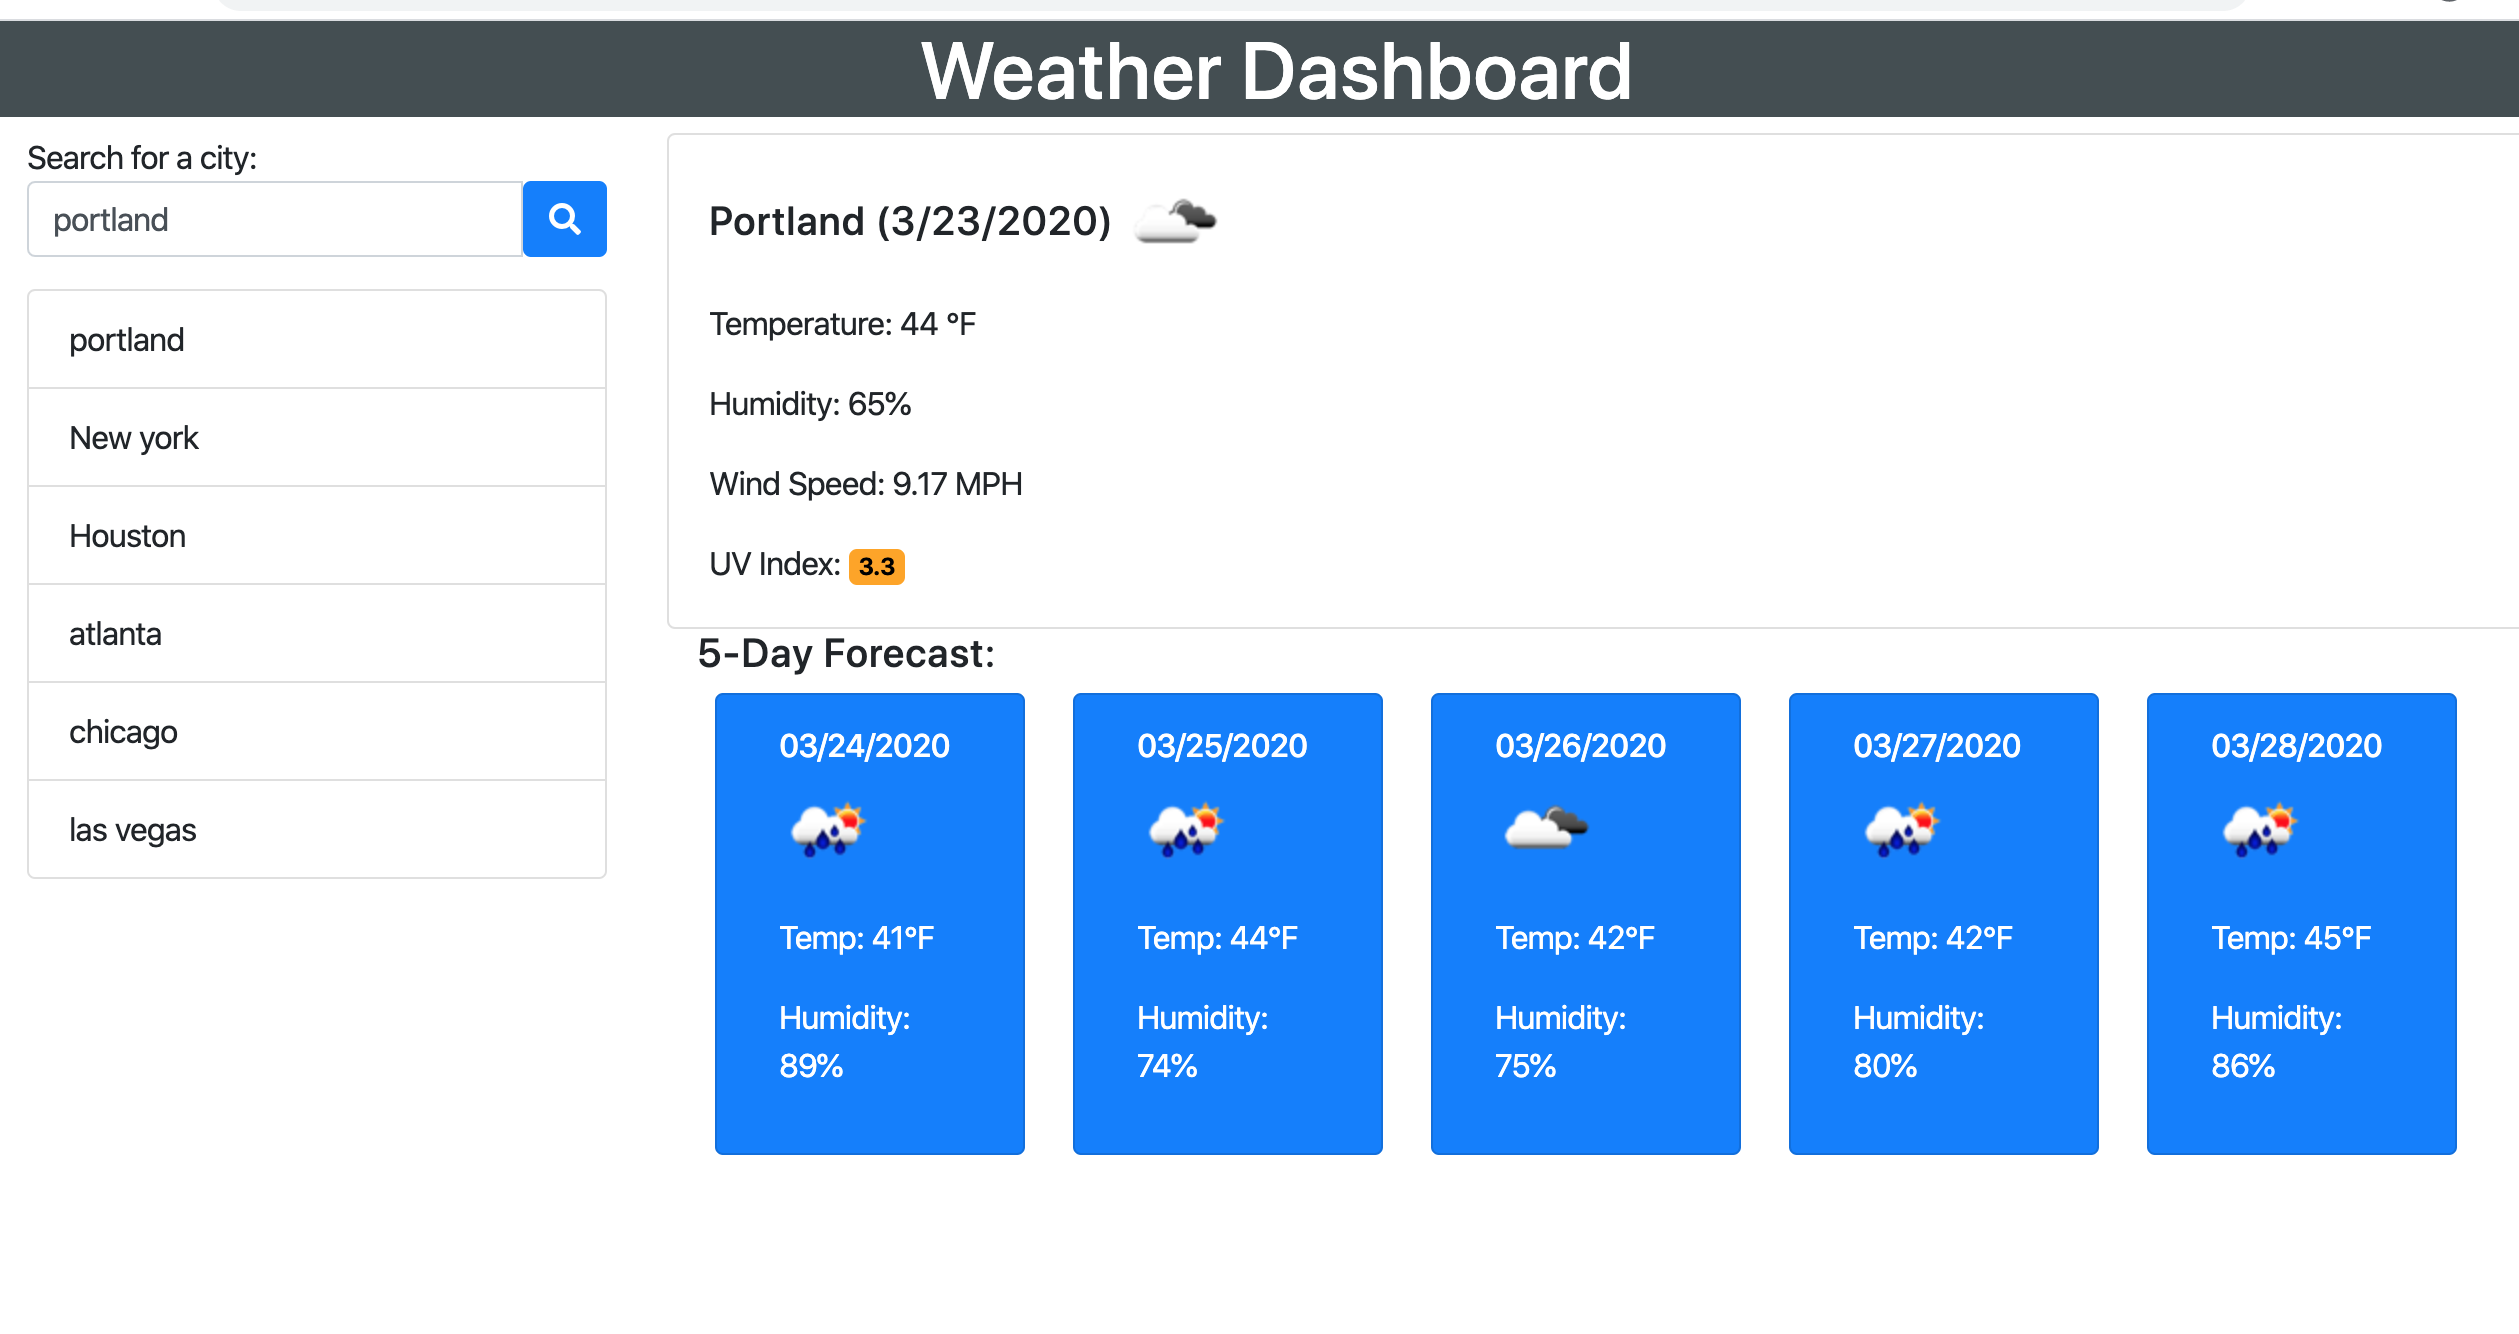 Weather Dashboard
Search for a city:
portland
portland
New york
Houston
atlanta
chicago
las vegas
Portland (3/23/2020)
Temperature: 44 °F
Humidity: 65%
Wind Speed: 9.17 MPH
UV Index: 3.3
5-Day Forecast:
03/24/2020
Temp: 41°F
Humidity:
89%
03/25/2020
Temp: 44°F
Humidity:
74%
03/26/2020
Temp: 42°F
Humidity:
75%
03/27/2020
Temp: 42°F
Humidity:
80%
03/28/2020
Temp: 45°F
Humidity:
86%